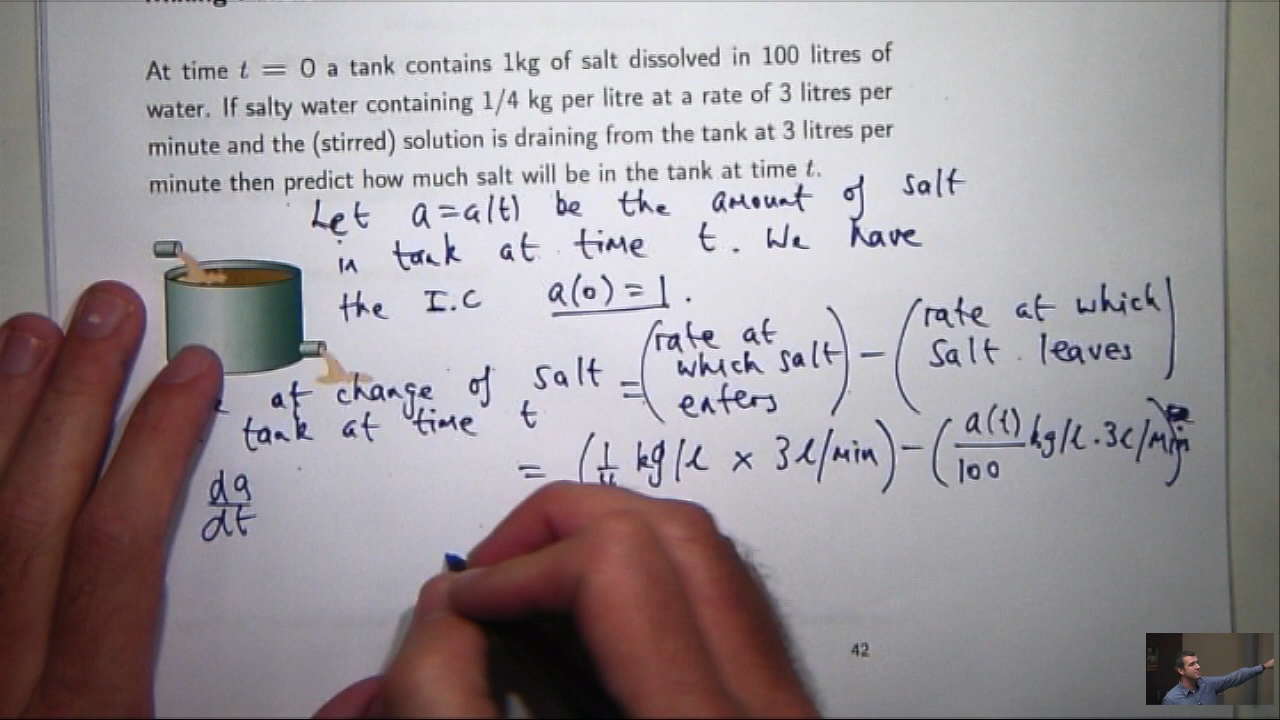 At time t = 0 a tank contains 1kg of salt dissolved in 100 litres of
water. If salty water containing 1/4 kg per litre at a rate of 3 litres per
minute and the (stirred) solution is draining from the tank at 3 litres per
minute then predict how much salt will be in the tank at time t.
Let a = a(t) be the amount of salt
in tank at time t. We have
the I.C a(0) = 1.
at change of salt = (rate at which salt enters) − (rate at which salt leaves)
tank at time t
= (1/4 kg/l × 3l/min) − (a(t)/100 kg/l . 3l/min)
da/dt
42